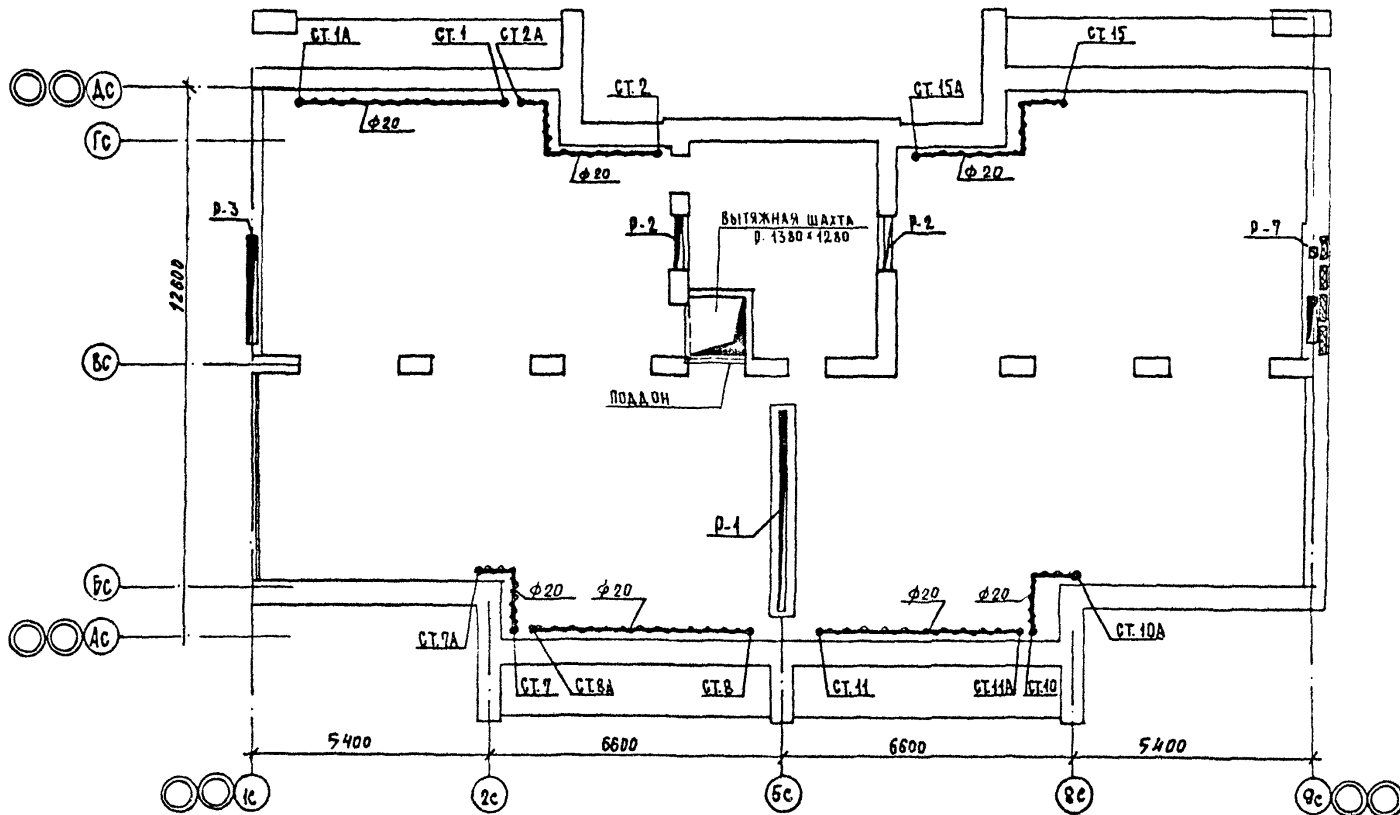 СТ.1А
СТ.1
СТ.2А
СТ.15
Дс
СТ.2
СТ.15А
ф20
Гс
ф20
ф20
Р-3
Р-2
ВЫТЯЖНАЯ ШАХТА
Р. 1380×1280
Р-2
Р-7
12600
Вс
ПОДДОН
Р-1
Бс
ф20
ф20
ф20
ф20
Ас
СТ.7А
СТ.10А
СТ.7
СТ.8А
СТ.8
СТ.11
СТ.11А
СТ.10
5400
6600
6600
5400
1с
2с
5с
8с
9с